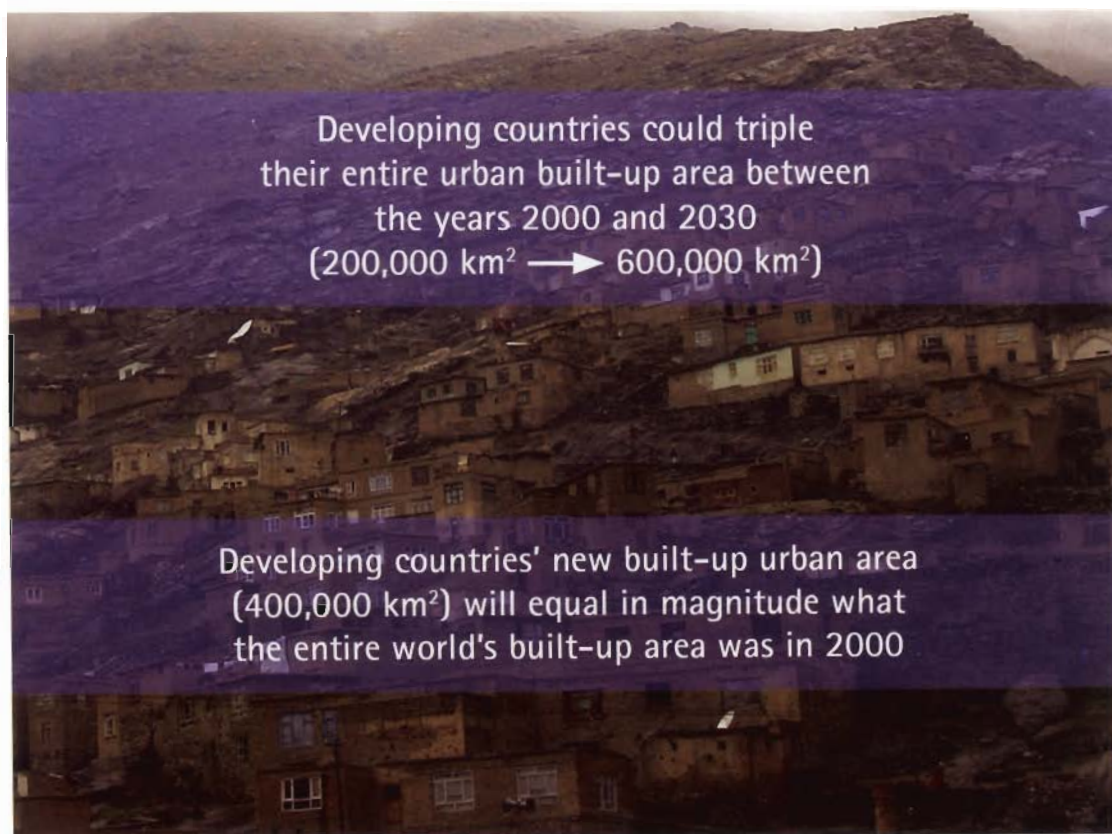 Developing countries could triple
their entire urban built-up area between
the years 2000 and 2030
(200,000 km² → 600,000 km²)
Developing countries' new built-up urban area
(400,000 km²) will equal in magnitude what
the entire world's built-up area was in 2000